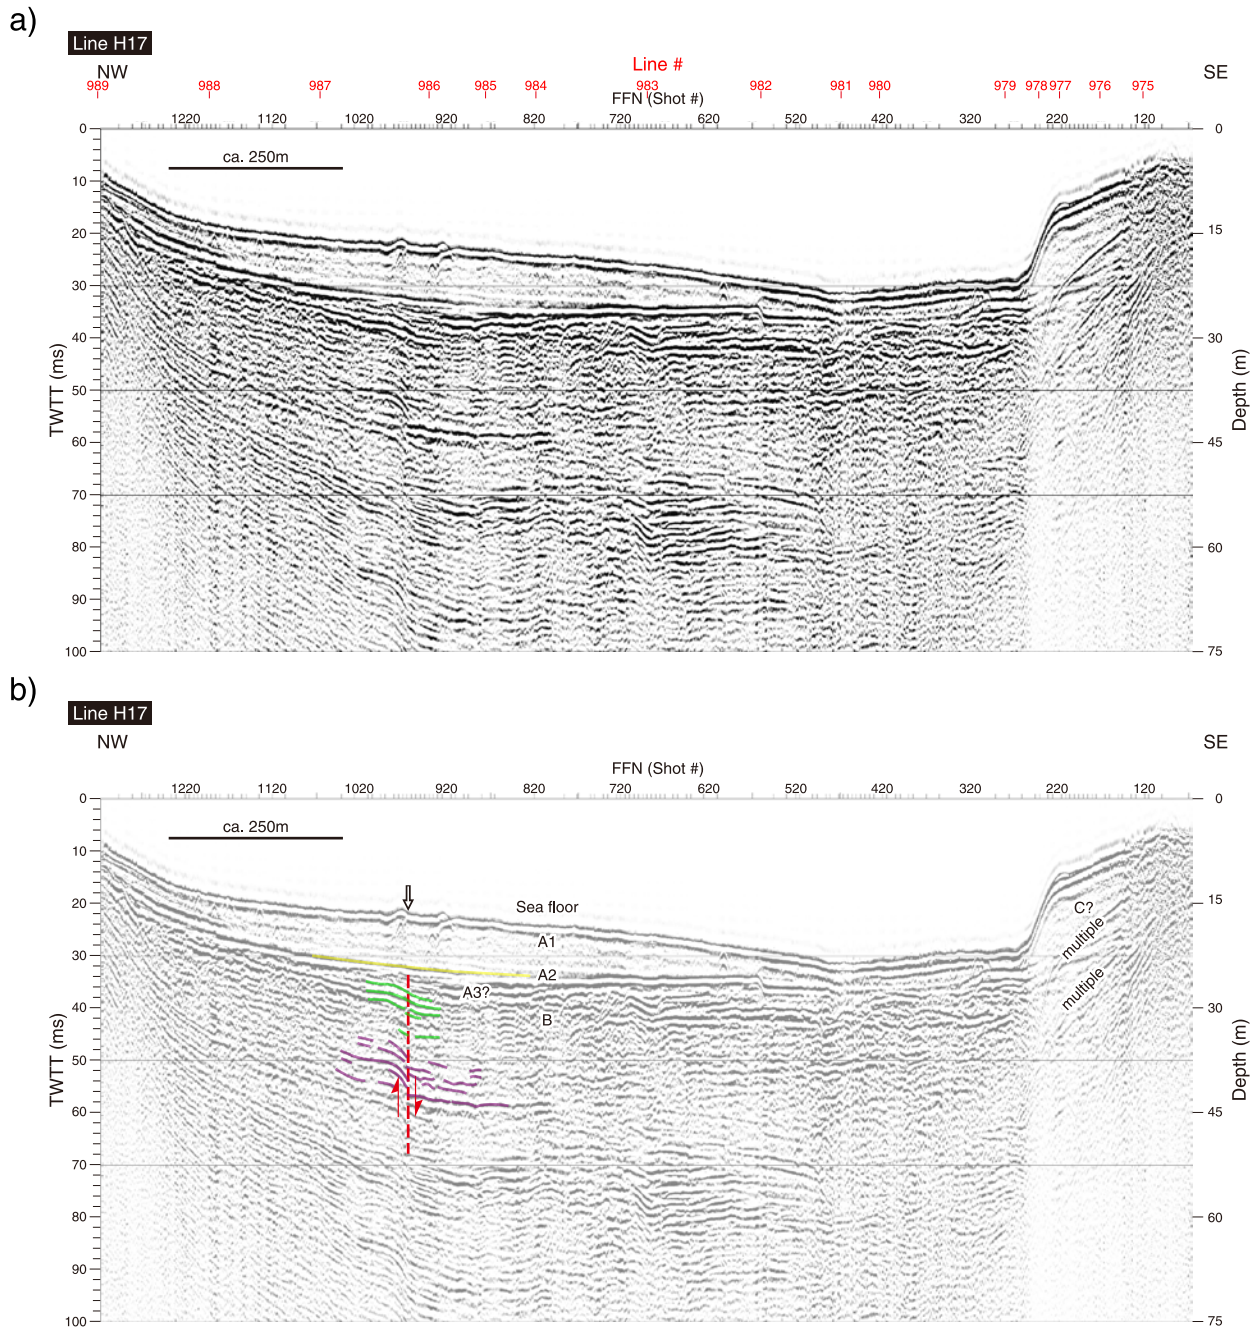 a)
Line H17
NW
Line #
SE
989 988 987 986 985 984 983 982 981 980 979 978 977 976 975
FFN (Shot #)
1220 1120 1020 920 820 720 620 520 420 320 220 120
0 0
ca. 250m
10
20 15
30
40 30
50
60 45
70
80 60
90
100 75
TWTT (ms)
Depth (m)
b)
Line H17
NW
SE
FFN (Shot #)
1220 1120 1020 920 820 720 620 520 420 320 220 120
0 0
ca. 250m
10
20 15
Sea floor
C?
A1
multiple
30
A2
A3?
multiple
40 30
B
50
60 45
70
80 60
90
100 75
TWTT (ms)
Depth (m)